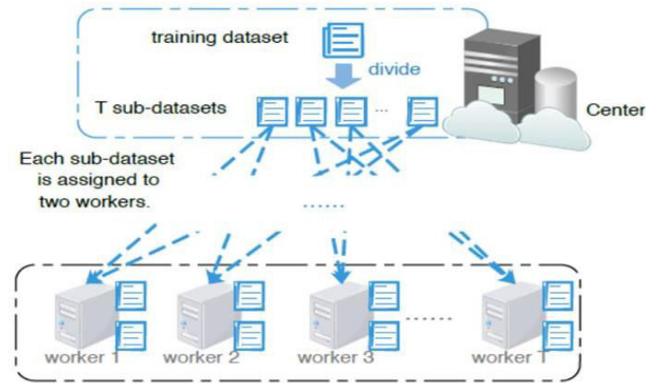 training dataset
divide
T sub-datasets
...
Center
Each sub-dataset
is assigned to
two workers.
......
......
worker 1
worker 2
worker 3
worker T